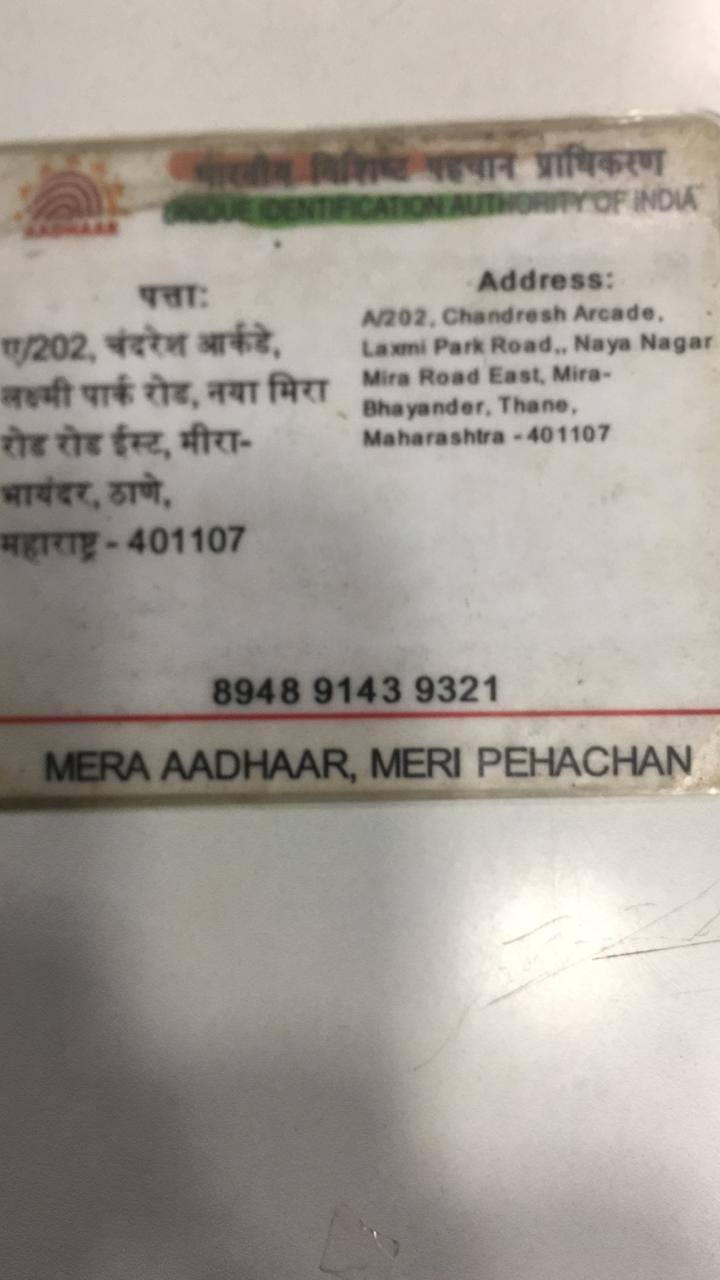 भारतीय विशिष्ट पहचान प्राधिकरण
UNIQUE IDENTIFICATION AUTHORITY OF INDIA
AADHAAR
पत्ता:
ए/202, चंदरेश आर्कडे,
लक्ष्मी पार्क रोड, नया मिरा
रोड रोड ईस्ट, मीरा-
भायंदर, ठाणे,
महाराष्ट्र - 401107
Address:
A/202, Chandresh Arcade,
Laxmi Park Road,, Naya Nagar
Mira Road East, Mira-
Bhayander, Thane,
Maharashtra - 401107
8948 9143 9321
MERA AADHAAR, MERI PEHACHAN